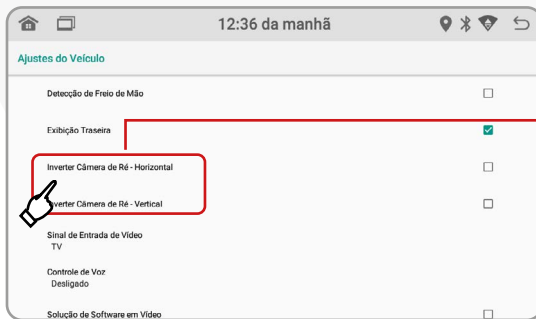 12:36 da manhã
Ajustes do Veículo
Detecção de Freio de Mão
Exibição Traseira
Inverter Câmera de Ré - Horizontal
Inverter Câmera de Ré - Vertical
Sinal de Entrada de Vídeo
TV
Controle de Voz
Desligado
Solução de Software em Vídeo